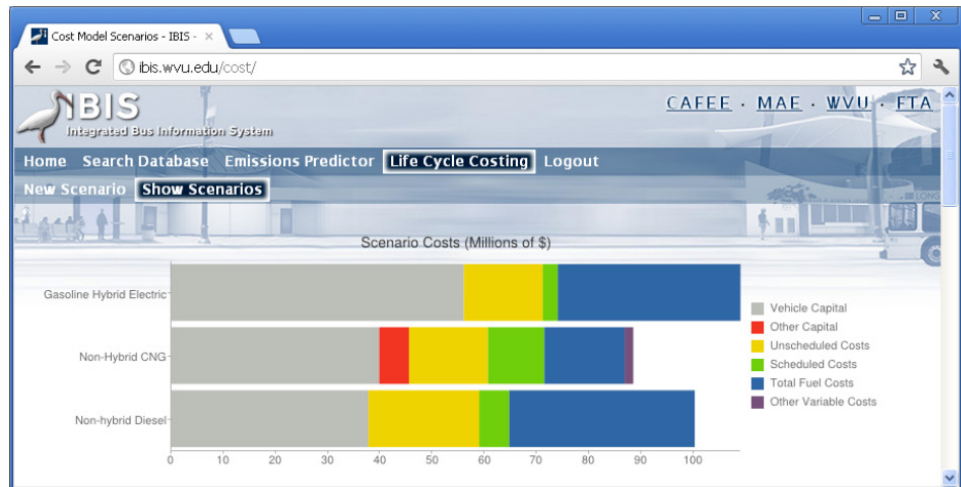 Cost Model Scenarios - IBIS -
ibis.wvu.edu/cost/
IBIS
Integrated Bus Information System
CAFEE · MAE · WVU · FTA
Home Search Database Emissions Predictor Life Cycle Costing Logout
New Scenario Show Scenarios
Scenario Costs (Millions of $)
Gasoline Hybrid Electric
Non-Hybrid CNG
Non-hybrid Diesel
Vehicle Capital
Other Capital
Unscheduled Costs
Scheduled Costs
Total Fuel Costs
Other Variable Costs
0 10 20 30 40 50 60 70 80 90 100